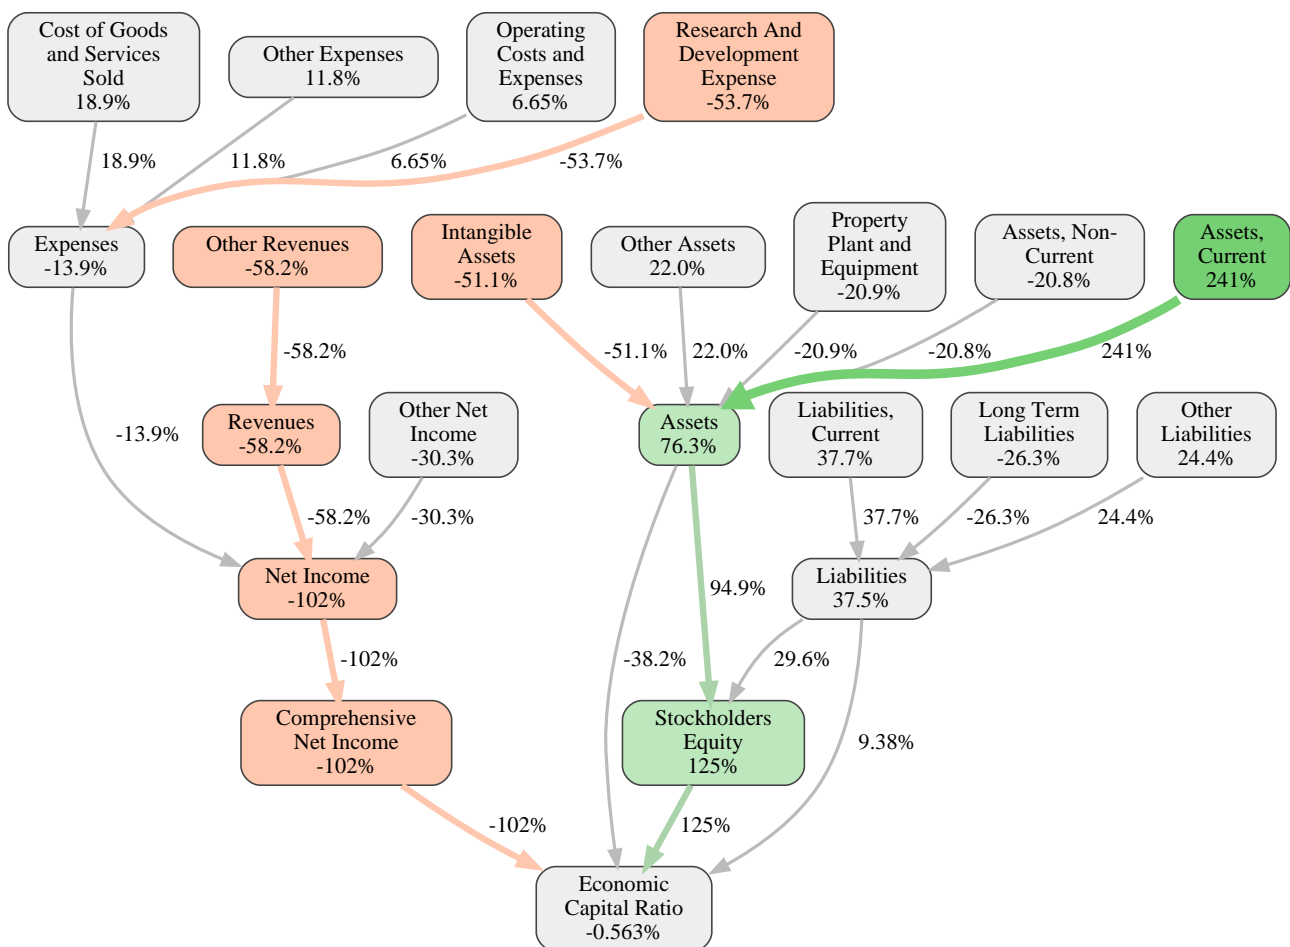 Cost of Goods
and Services
Sold
18.9%
Other Expenses
11.8%
Operating
Costs and
Expenses
6.65%
Research And
Development
Expense
-53.7%
18.9%
11.8%
6.65%
-53.7%
Expenses
-13.9%
Other Revenues
-58.2%
Intangible
Assets
-51.1%
Other Assets
22.0%
Property
Plant and
Equipment
-20.9%
Assets, Non-
Current
-20.8%
Assets,
Current
241%
-58.2%
-51.1%
22.0%
-20.9%
-20.8%
241%
-13.9%
Revenues
-58.2%
Other Net
Income
-30.3%
Assets
76.3%
Liabilities,
Current
37.7%
Long Term
Liabilities
-26.3%
Other
Liabilities
24.4%
-58.2%
-30.3%
37.7%
-26.3%
24.4%
Net Income
-102%
94.9%
Liabilities
37.5%
-102%
-38.2%
29.6%
Comprehensive
Net Income
-102%
Stockholders
Equity
125%
9.38%
-102%
125%
Economic
Capital Ratio
-0.563%